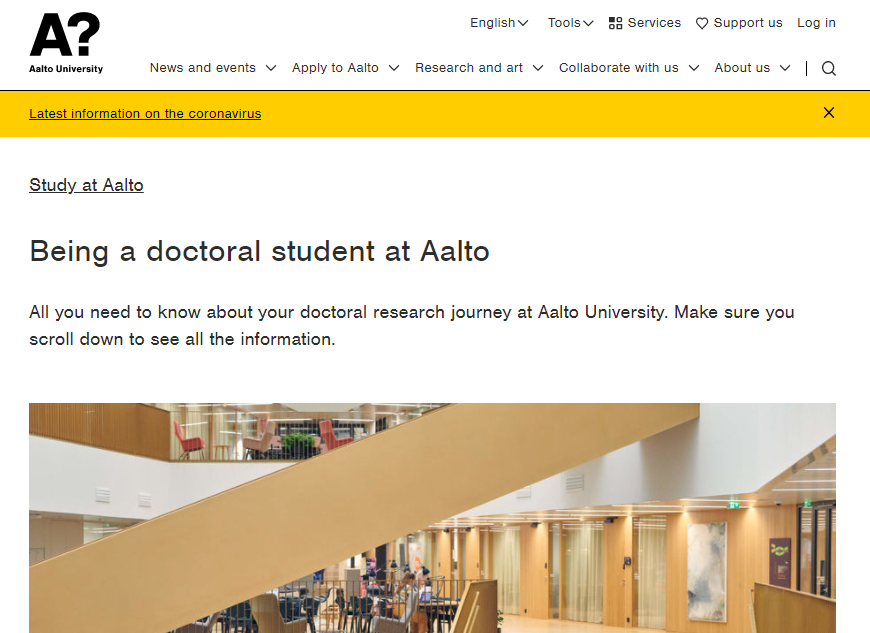 A?
Aalto University
English
Tools
Services
Support us
Log in
News and events
Apply to Aalto
Research and art
Collaborate with us
About us
Latest information on the coronavirus
Study at Aalto
Being a doctoral student at Aalto
All you need to know about your doctoral research journey at Aalto University. Make sure you
scroll down to see all the information.